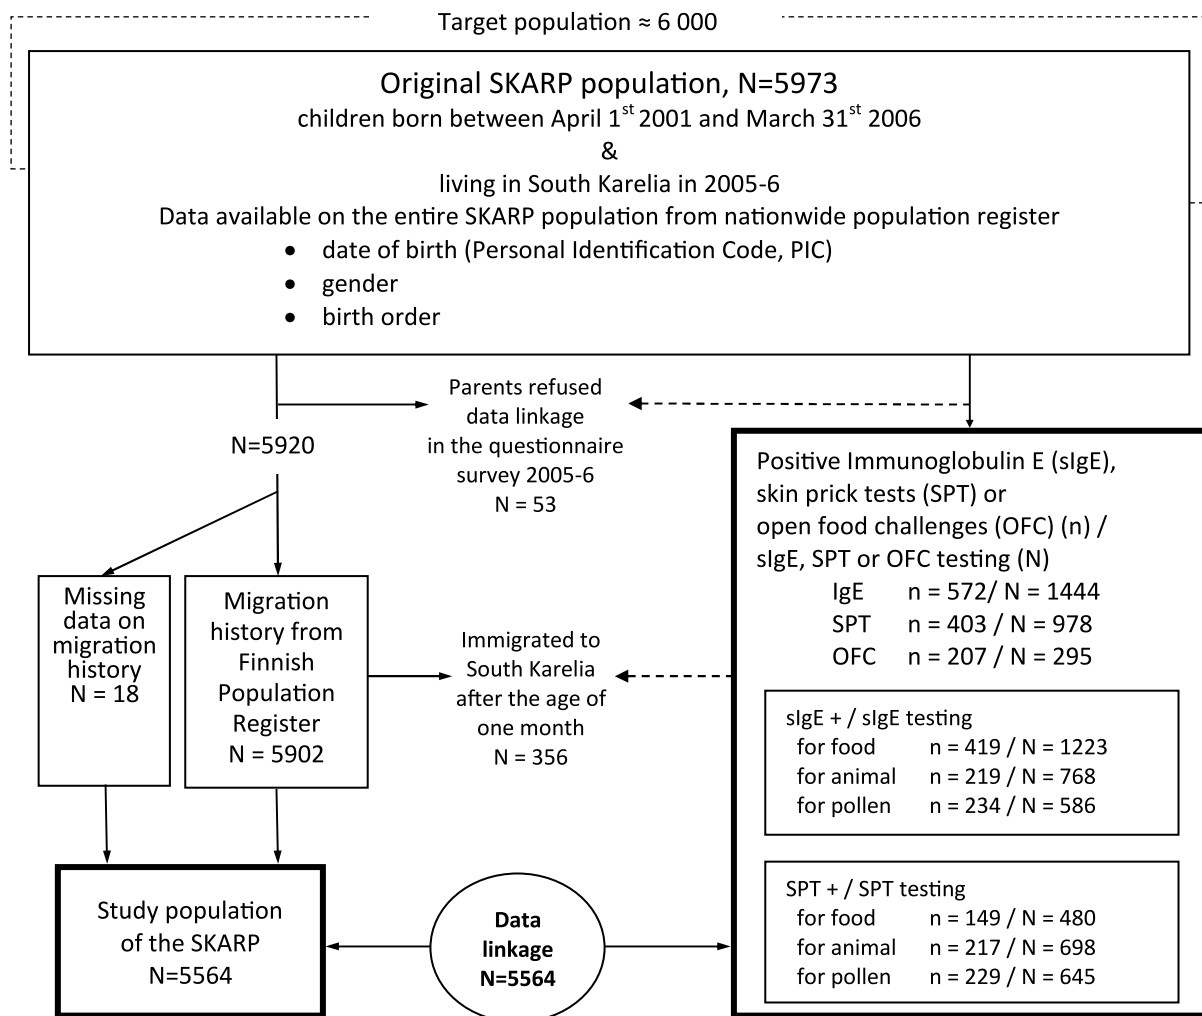 Target population ≈ 6 000
Original SKARP population, N=5973
children born between April 1st 2001 and March 31st 2006
&
living in South Karelia in 2005-6
Data available on the entire SKARP population from nationwide population register
• date of birth (Personal Identification Code, PIC)
• gender
• birth order
Parents refused
data linkage
in the questionnaire
survey 2005-6
N = 53
N=5920
Missing
data on
migration
history
N = 18
Migration
history from
Finnish
Population
Register
N = 5902
Immigrated to
South Karelia
after the age of
one month
N = 356
Positive Immunoglobulin E (sIgE),
skin prick tests (SPT) or
open food challenges (OFC) (n) /
sIgE, SPT or OFC testing (N)
IgE n = 572/ N = 1444
SPT n = 403 / N = 978
OFC n = 207 / N = 295
sIgE + / sIgE testing
for food n = 419 / N = 1223
for animal n = 219 / N = 768
for pollen n = 234 / N = 586
SPT + / SPT testing
for food n = 149 / N = 480
for animal n = 217 / N = 698
for pollen n = 229 / N = 645
Study population
of the SKARP
N=5564
Data
linkage
N=5564